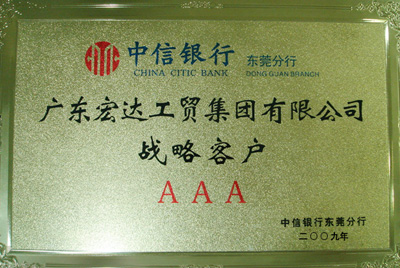 中信银行 东莞分行
CHINA CITIC BANK DONG GUAN BRANCH
广东宏达工贸集团有限公司
战略客户
AAA
中信银行东莞分行
二〇〇九年